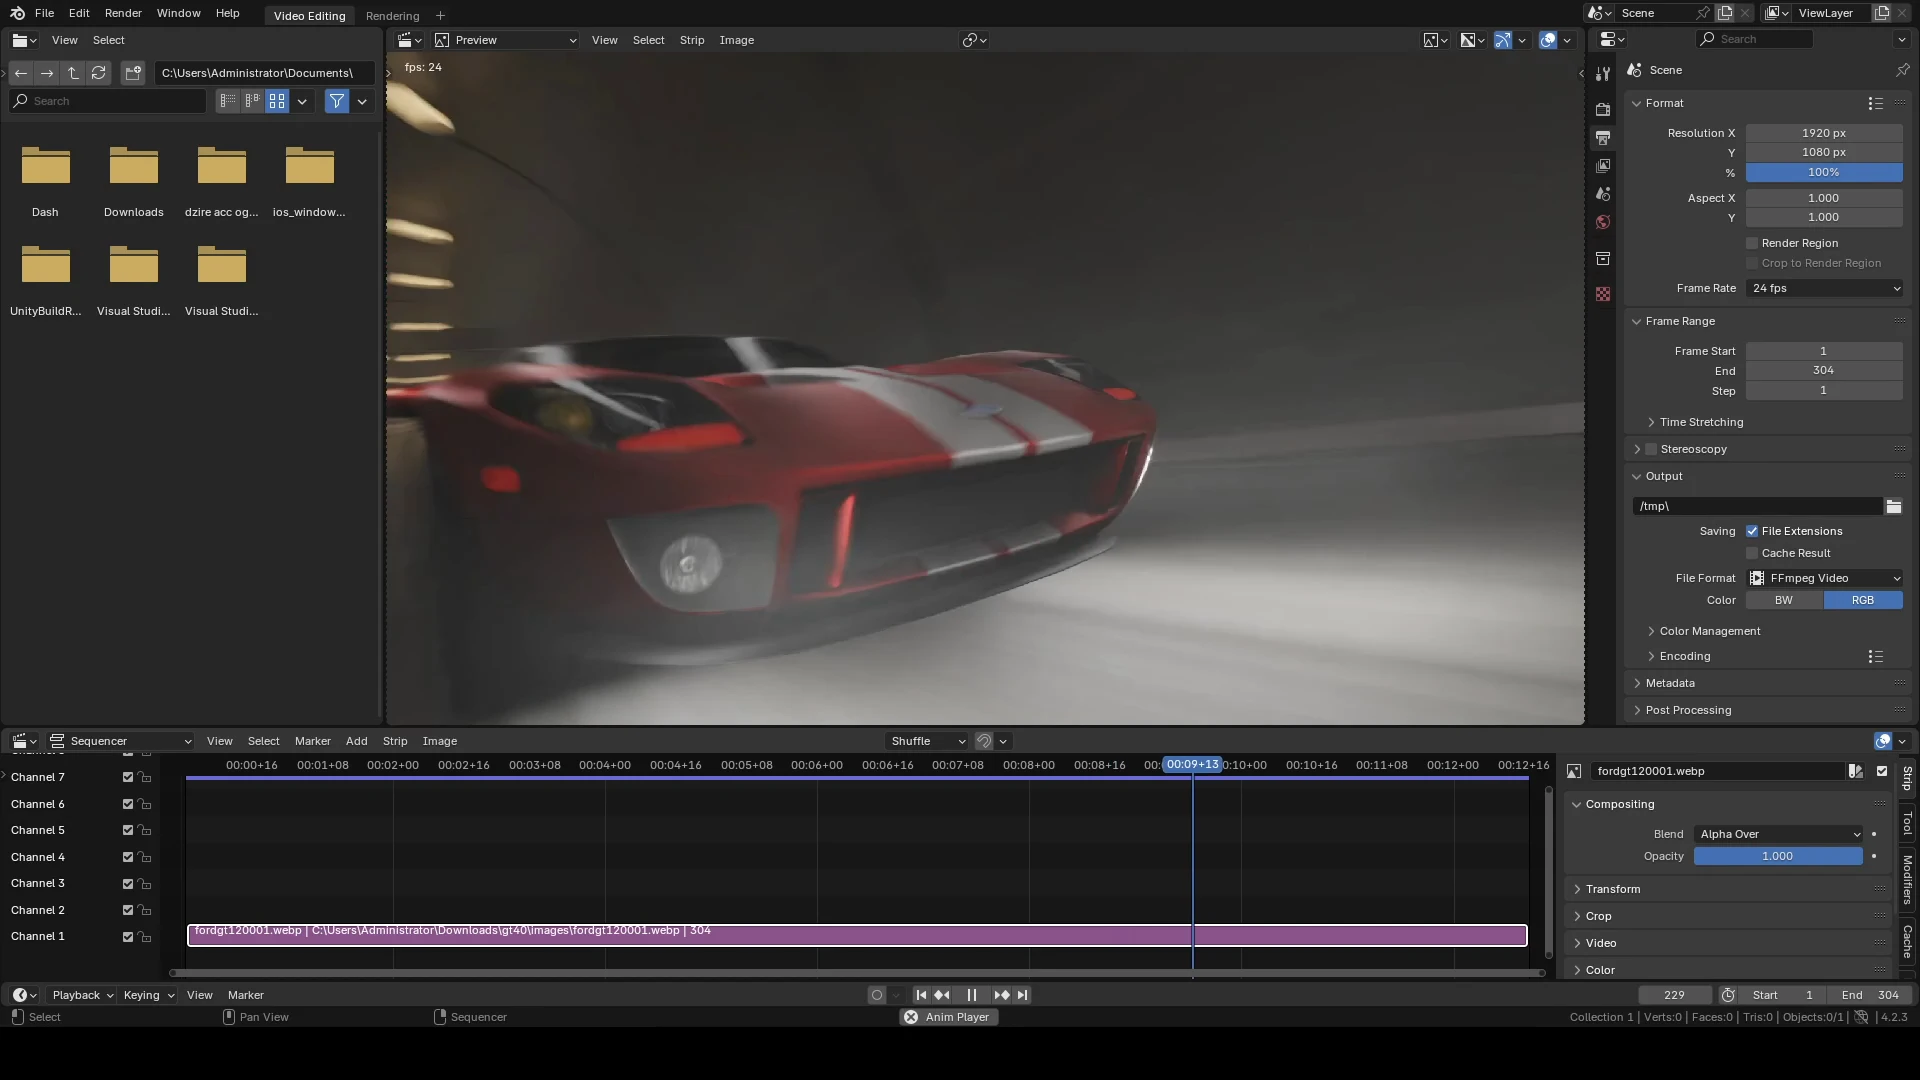 File Edit Render Window Help Video Editing Rendering + Scene ViewLayer
View Select
Preview View Select Strip Image
Search
C:\Users\Administrator\Documents\
Search
Dash Downloads dzire acc og... ios_window...
UnityBuildR... Visual Studi... Visual Studi...
fps: 24
Scene
Format
Resolution X 1920 px
Y 1080 px
% 100%
Aspect X 1.000
Y 1.000
Render Region
Crop to Render Region
Frame Rate 24 fps
Frame Range
Frame Start 1
End 304
Step 1
Time Stretching
Stereoscopy
Output
/tmp\
Saving File Extensions
Cache Result
File Format FFmpeg Video
Color BW RGB
Color Management
Encoding
Metadata
Post Processing
Sequencer View Select Marker Add Strip Image Shuffle
00:00+16 00:01+08 00:02+00 00:02+16 00:03+08 00:04+00 00:04+16 00:05+08 00:06+00 00:06+16 00:07+08 00:08+00 00:08+16 00:09+13 0:10+00 00:10+16 00:11+08 00:12+00 00:12+16
Channel 7
Channel 6
Channel 5
Channel 4
Channel 3
Channel 2
Channel 1
fordgt120001.webp | C:\Users\Administrator\Downloads\gt40\images\fordgt120001.webp | 304
fordgt120001.webp
Compositing
Blend Alpha Over
Opacity 1.000
Transform
Crop
Video
Color
Strip
Tool
Modifiers
Cache
Playback Keying View Marker 229 Start 1 End 304
Select Pan View Sequencer Anim Player Collection 1 | Verts:0 | Faces:0 | Tris:0 | Objects:0/1 | 4.2.3